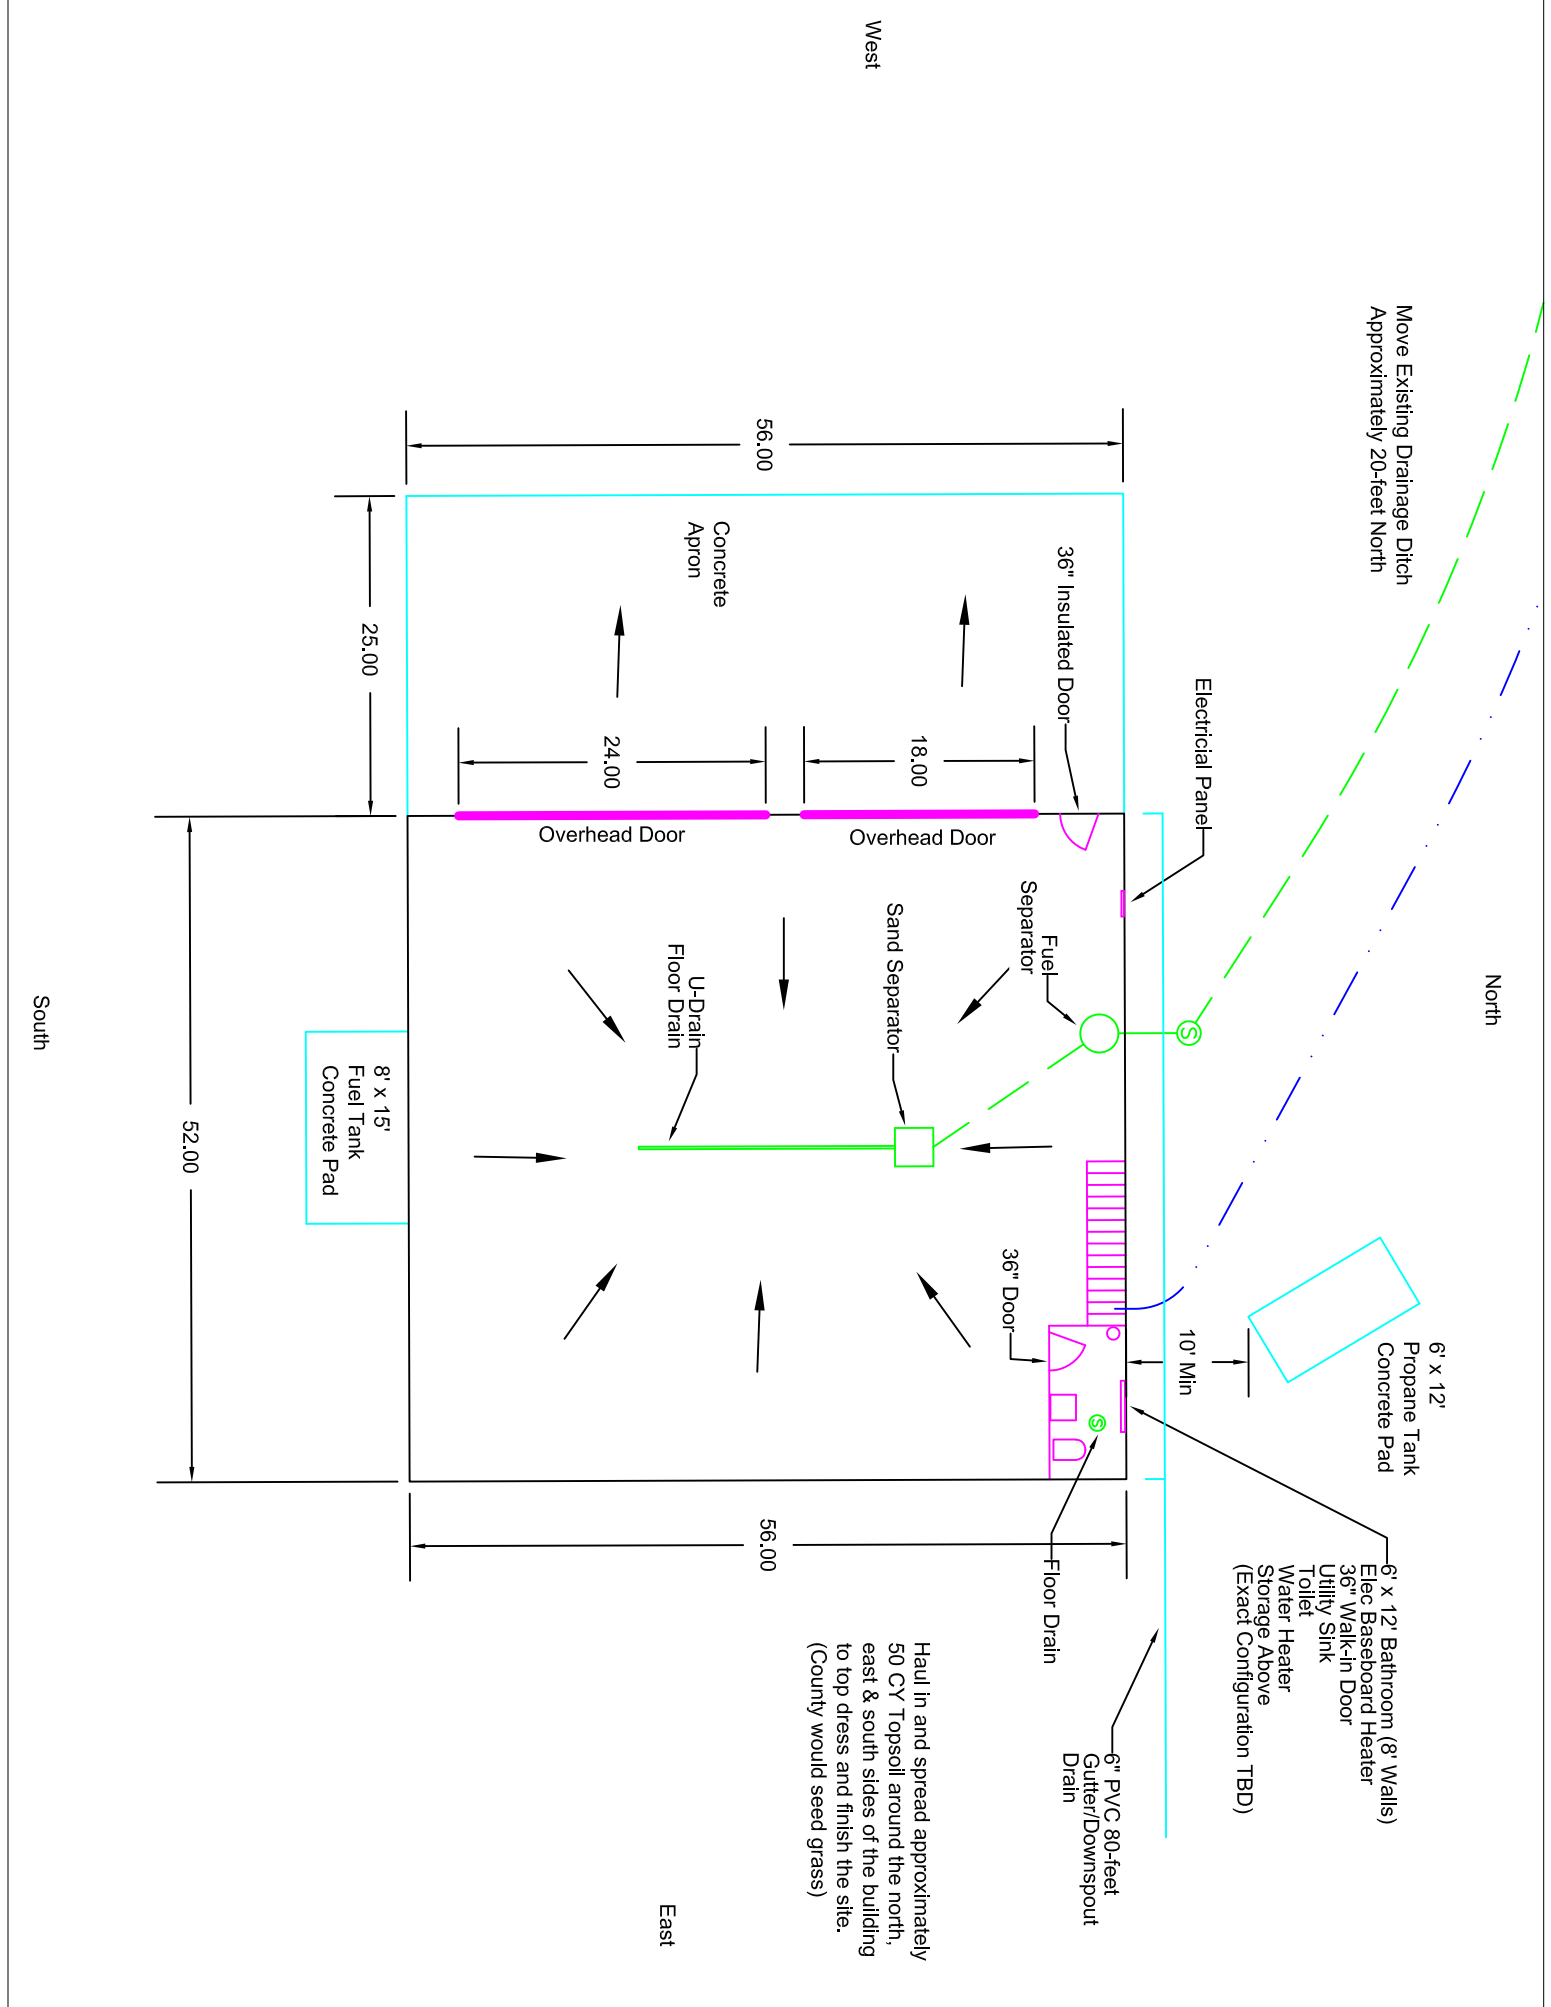 West
North
South
East
Move Existing Drainage Ditch
Approximately 20-feet North
Electricial Panel
36" Insulated Door
56.00
Concrete
Apron
25.00
18.00
24.00
Overhead Door
Overhead Door
Fuel
Separator
Sand Separator
U-Drain
Floor Drain
8' x 15'
Fuel Tank
Concrete Pad
52.00
36" Door
10' Min
6' x 12'
Propane Tank
Concrete Pad
56.00
Floor Drain
6' x 12' Bathroom (8' Walls)
Elec Baseboard Heater
36" Walk-in Door
Utility Sink
Toilet
Water Heater
Storage Above
(Exact Configuration TBD)
6" PVC 80-feet
Gutter/Downspout
Drain
Haul in and spread approximately
50 CY Topsoil around the north,
east & south sides of the building
to top dress and finish the site.
(County would seed grass)
S
S